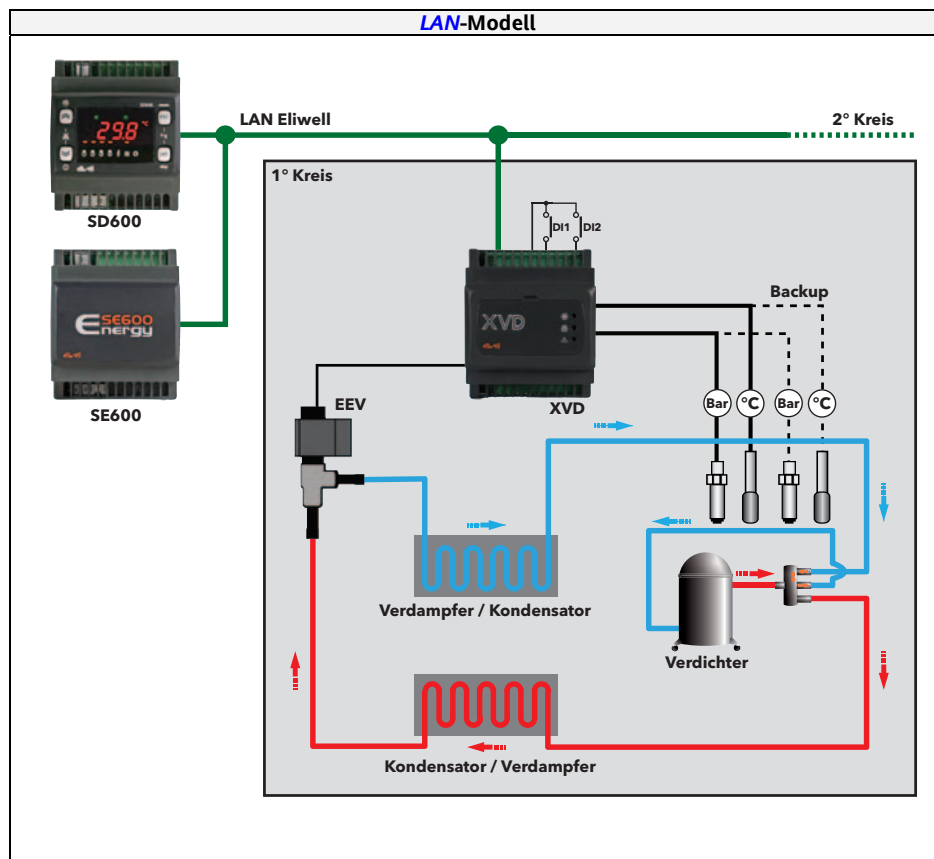 LAN-Modell
LAN Eliwell
2° Kreis
29.8 °C
SD600
1° Kreis
DI1
DI2
SE600
Energy
SE600
XVD
XVD
Backup
EEV
Bar
°C
Bar
°C
Verdampfer / Kondensator
Verdichter
Kondensator / Verdampfer